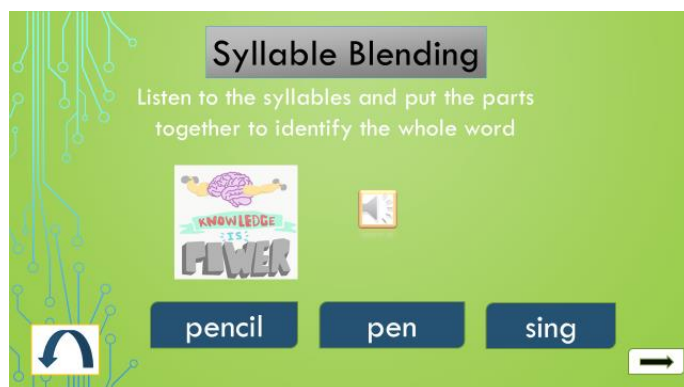 Syllable Blending
Listen to the syllables and put the parts
together to identify the whole word
KNOWLEDGE
IS
POWER
pencil
pen
sing